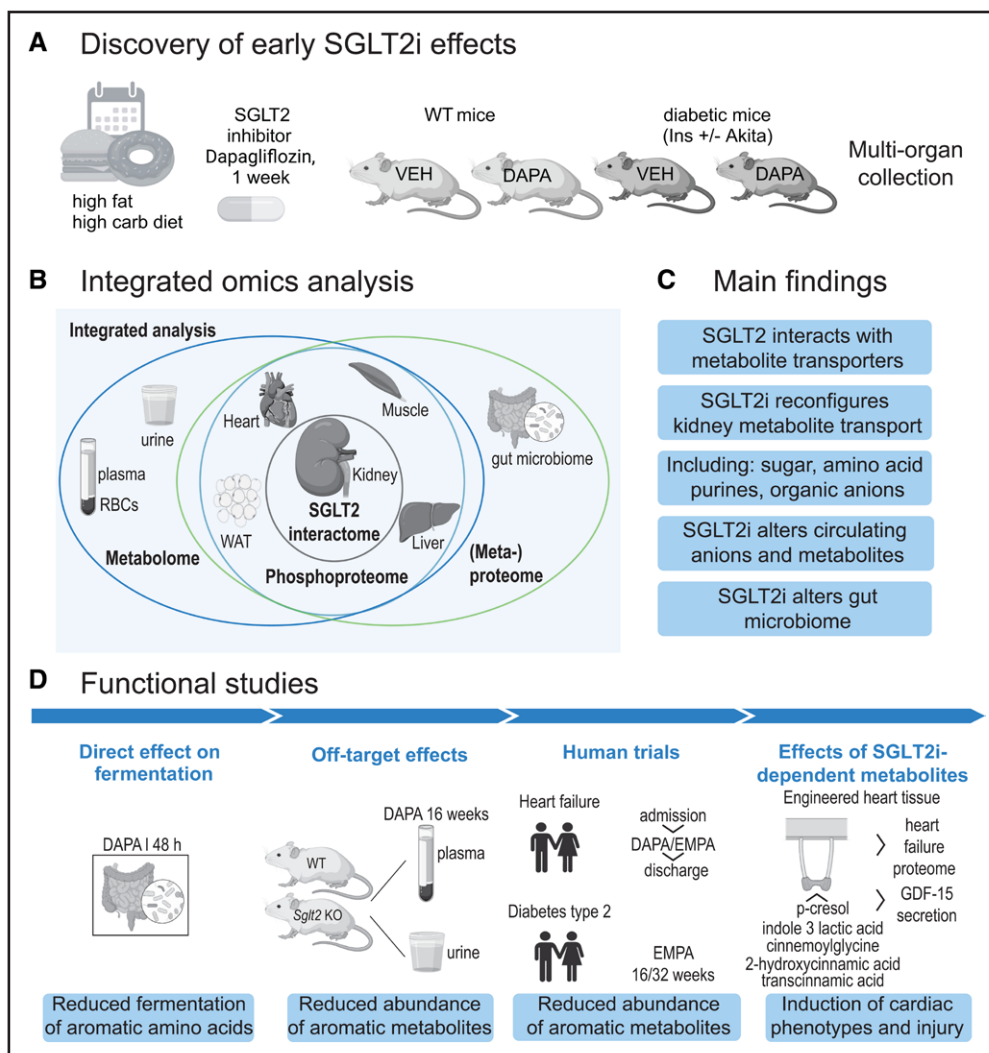 A Discovery of early SGLT2i effects
high fat
high carb diet
SGLT2
inhibitor
Dapagliflozin,
1 week
WT mice
VEH
DAPA
diabetic mice
(Ins +/- Akita)
VEH
DAPA
Multi-organ
collection
B Integrated omics analysis
Integrated analysis
urine
plasma
RBCs
Metabolome
Heart
Muscle
WAT
Kidney
SGLT2
interactome
Liver
Phosphoproteome
gut microbiome
(Meta-)
proteome
C Main findings
SGLT2 interacts with
metabolite transporters
SGLT2i reconfigures
kidney metabolite transport
Including: sugar, amino acid
purines, organic anions
SGLT2i alters circulating
anions and metabolites
SGLT2i alters gut
microbiome
D Functional studies
Direct effect on
fermentation
DAPA I 48 h
Reduced fermentation
of aromatic amino acids
Off-target effects
DAPA 16 weeks
WT
Sglt2 KO
plasma
urine
Reduced abundance
of aromatic metabolites
Human trials
Heart failure
admission
DAPA/EMPA
discharge
Diabetes type 2
EMPA
16/32 weeks
Reduced abundance
of aromatic metabolites
Effects of SGLT2i-
dependent metabolites
Engineered heart tissue
heart
failure
proteome
GDF-15
secretion
p-cresol
indole 3 lactic acid
cinnemoylglycine
2-hydroxycinnamic acid
transcinnamic acid
Induction of cardiac
phenotypes and injury